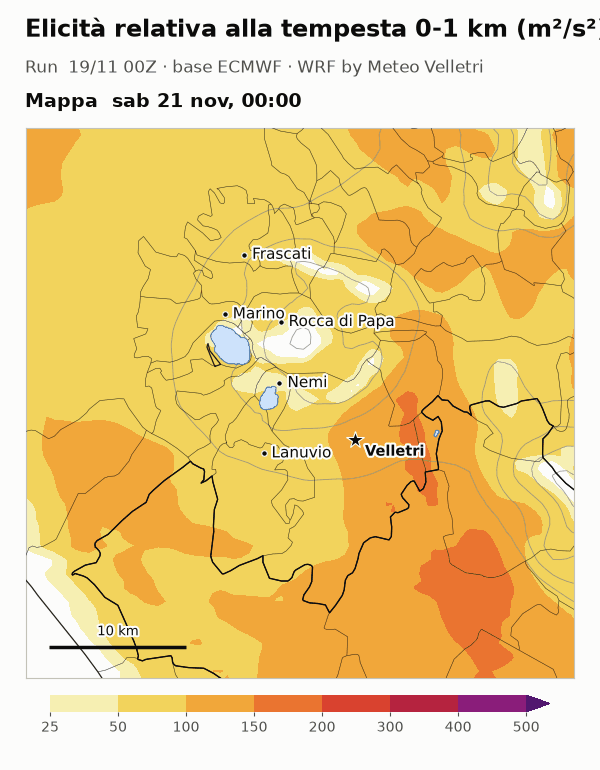 Elicità relativa alla tempesta 0-1 km (m²/s²)
Run 19/11 00Z · base ECMWF · WRF by Meteo Velletri
Mappa sab 21 nov, 00:00
Frascati
Marino
Rocca di Papa
Nemi
Lanuvio
Velletri
10 km
25 50 100 150 200 300 400 500